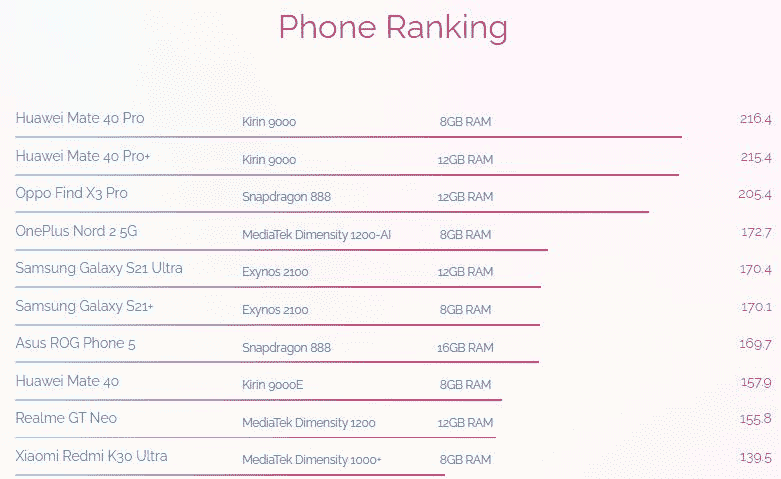 Phone Ranking
Huawei Mate 40 Pro Kirin 9000 8GB RAM 216.4
Huawei Mate 40 Pro+ Kirin 9000 12GB RAM 215.4
Oppo Find X3 Pro Snapdragon 888 12GB RAM 205.4
OnePlus Nord 2 5G MediaTek Dimensity 1200-AI 8GB RAM 172.7
Samsung Galaxy S21 Ultra Exynos 2100 12GB RAM 170.4
Samsung Galaxy S21+ Exynos 2100 8GB RAM 170.1
Asus ROG Phone 5 Snapdragon 888 16GB RAM 169.7
Huawei Mate 40 Kirin 9000E 8GB RAM 157.9
Realme GT Neo MediaTek Dimensity 1200 12GB RAM 155.8
Xiaomi Redmi K30 Ultra MediaTek Dimensity 1000+ 8GB RAM 139.5